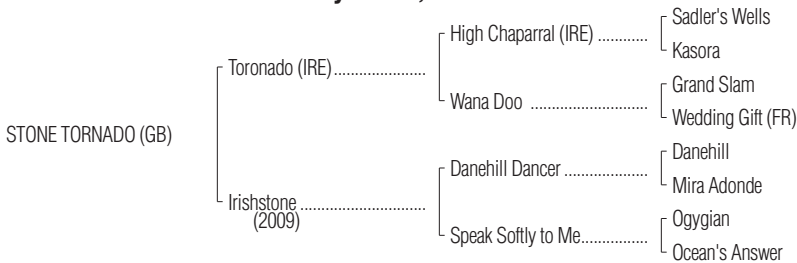 Sadler's Wells
High Chaparral (IRE) ............
Kasora
Toronado (IRE)......................
Grand Slam
Wana Doo .............................
Wedding Gift (FR)
STONE TORNADO (GB)
Danehill
Danehill Dancer ....................
Mira Adonde
Irishstone ..............................
(2009)
Ogygian
Speak Softly to Me................
Ocean's Answer